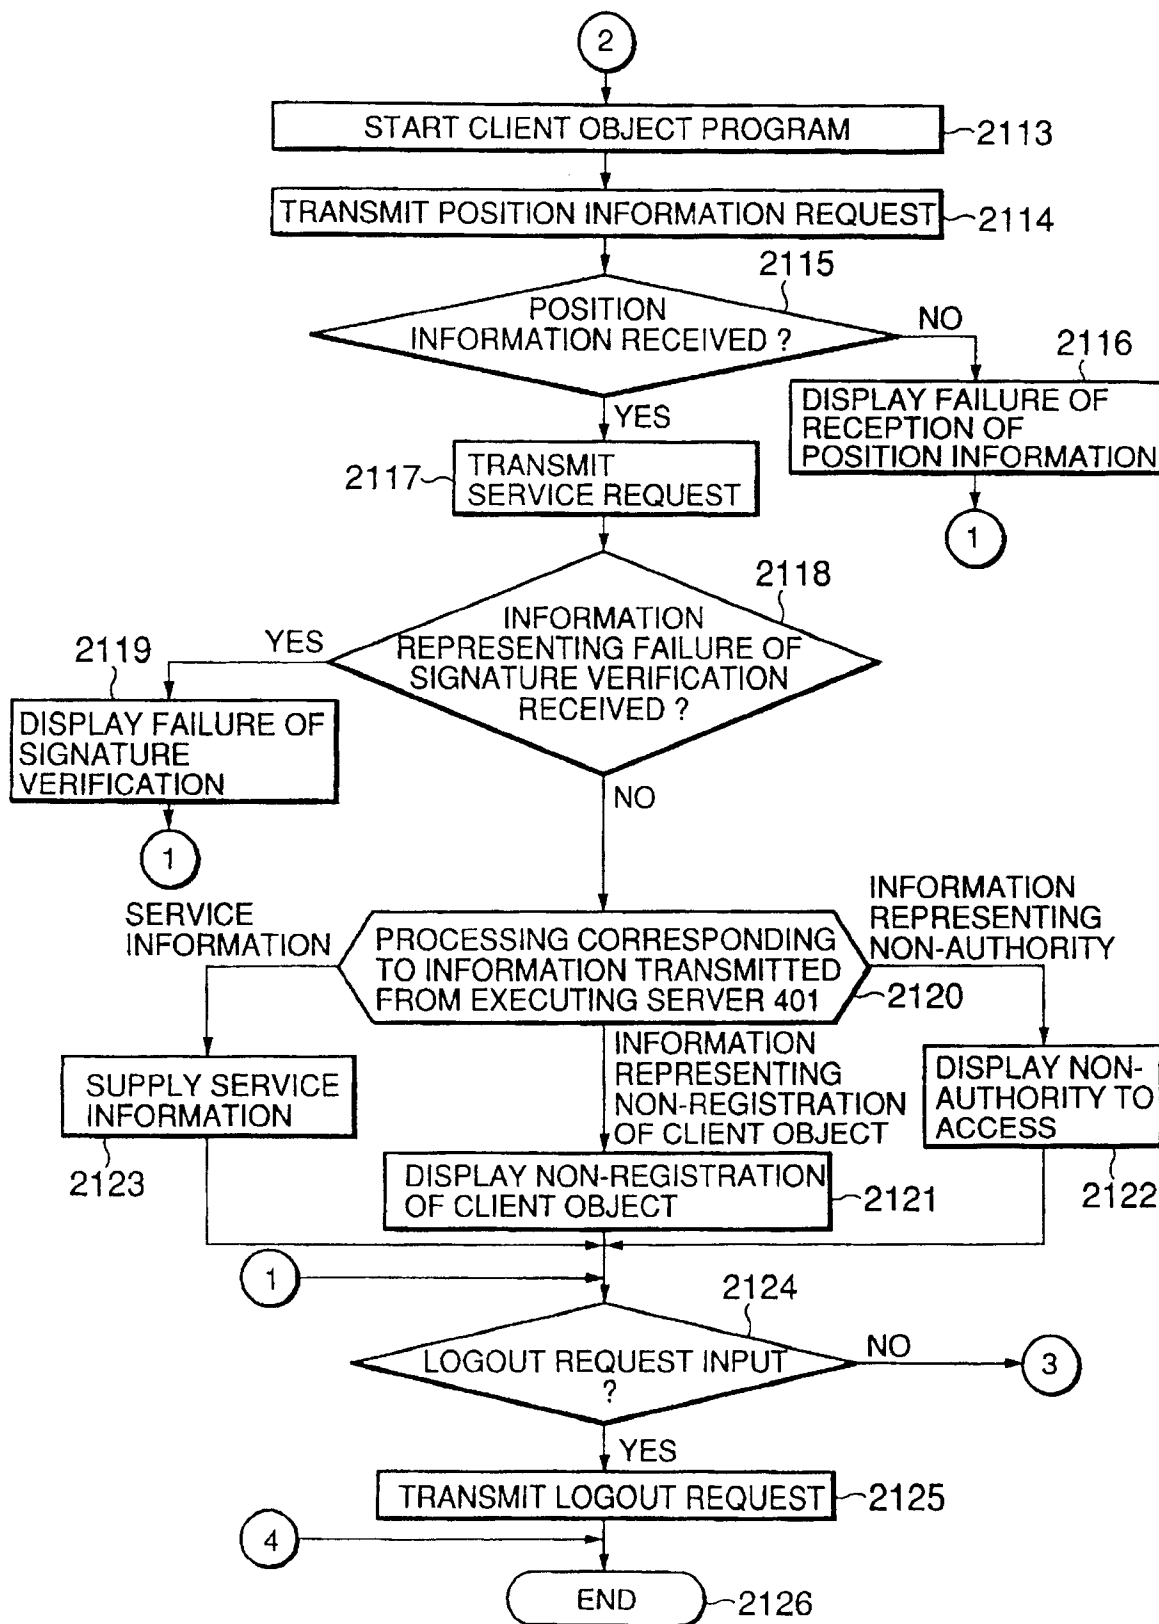 2
START CLIENT OBJECT PROGRAM
2113
TRANSMIT POSITION INFORMATION REQUEST
2114
2115
POSITION
INFORMATION RECEIVED ?
NO
2116
DISPLAY FAILURE OF
RECEPTION OF
POSITION INFORMATION
1
YES
2117
TRANSMIT
SERVICE REQUEST
2118
INFORMATION
REPRESENTING FAILURE OF
SIGNATURE VERIFICATION
RECEIVED ?
YES
2119
DISPLAY FAILURE OF
SIGNATURE
VERIFICATION
1
NO
SERVICE
INFORMATION
PROCESSING CORRESPONDING
TO INFORMATION TRANSMITTED
FROM EXECUTING SERVER 401
2120
INFORMATION
REPRESENTING
NON-AUTHORITY
SUPPLY SERVICE
INFORMATION
2123
INFORMATION
REPRESENTING
NON-REGISTRATION
OF CLIENT OBJECT
DISPLAY NON-REGISTRATION
OF CLIENT OBJECT
2121
DISPLAY NON-
AUTHORITY TO
ACCESS
2122
1
2124
LOGOUT REQUEST INPUT
?
NO
3
YES
TRANSMIT LOGOUT REQUEST
2125
4
END
2126